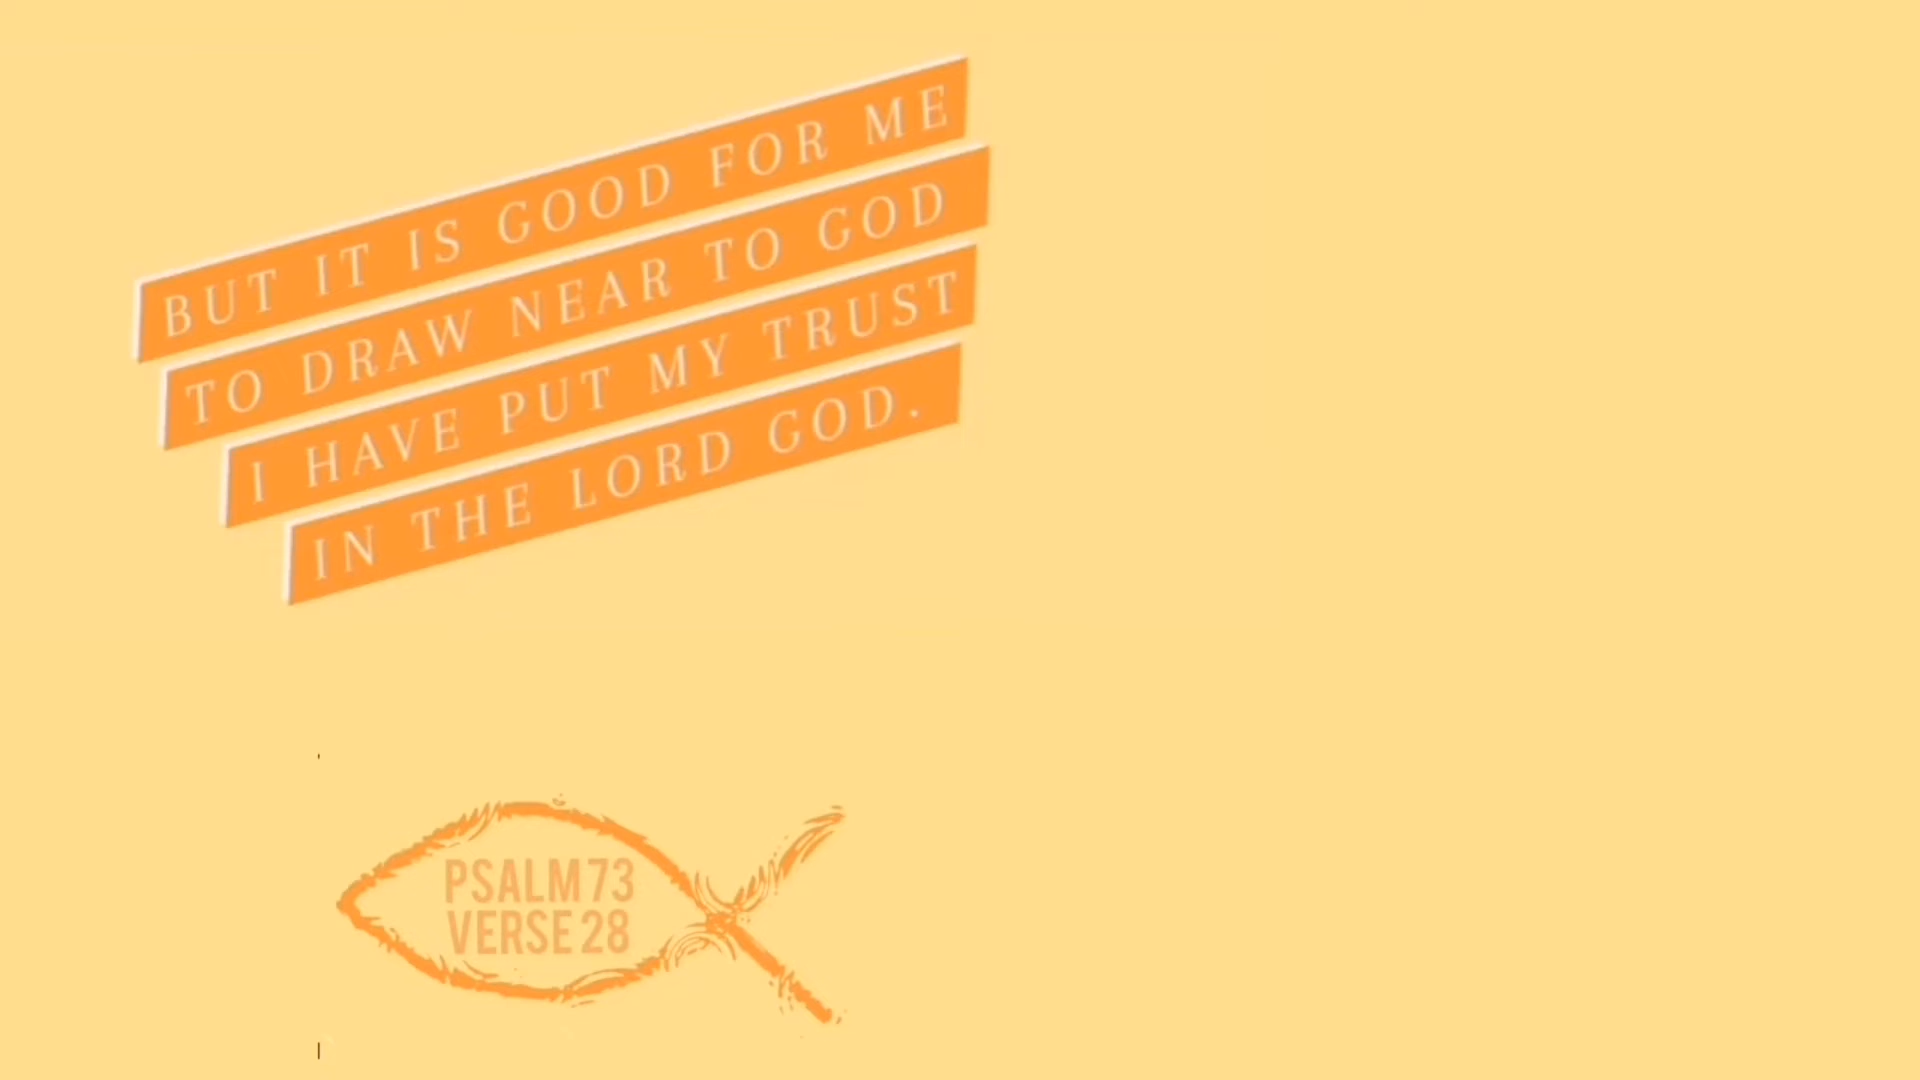 BUT IT IS GOOD FOR ME
TO DRAW NEAR TO GOD
I HAVE PUT MY TRUST
IN THE LORD GOD.
PSALM 73
VERSE 28